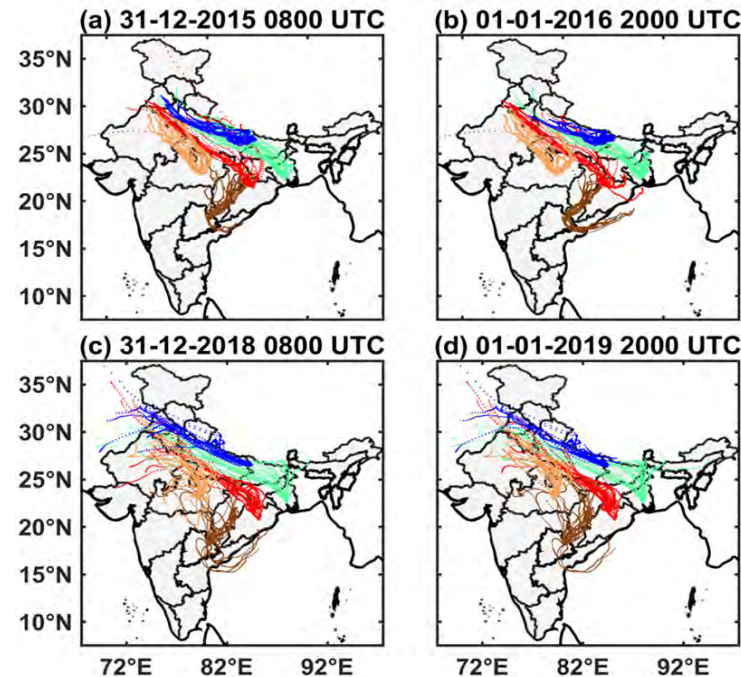 (a) 31-12-2015 0800 UTC
(b) 01-01-2016 2000 UTC
35°N
30°N
25°N
20°N
15°N
10°N
(c) 31-12-2018 0800 UTC
(d) 01-01-2019 2000 UTC
35°N
30°N
25°N
20°N
15°N
10°N
72°E 82°E 92°E
72°E 82°E 92°E